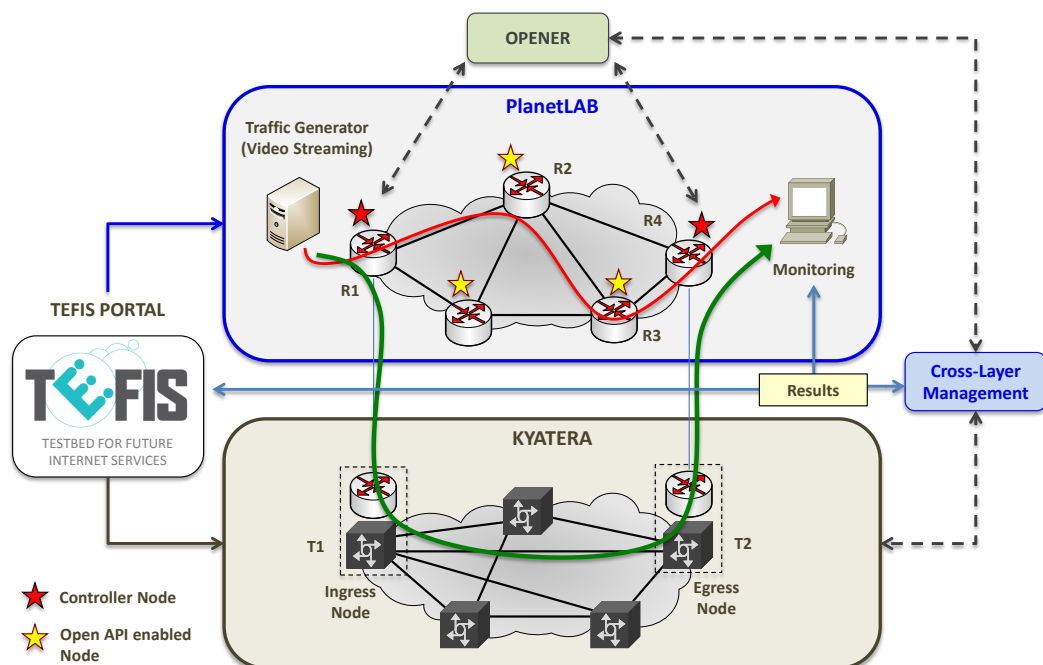 OPENER
PlanetLAB
Traffic Generator
(Video Streaming)
R2
R4
R1
R3
Monitoring
TEFIS PORTAL
TEFIS
TESTBED FOR FUTURE
INTERNET SERVICES
Results
Cross-Layer
Management
KYATERA
T1
T2
Ingress
Node
Egress
Node
Controller Node
Open API enabled
Node